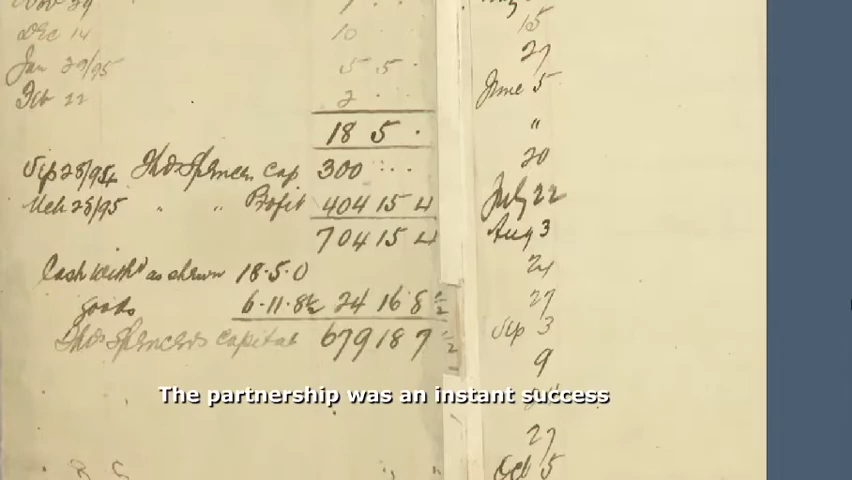 Dec 14 10
Jan 29/95 5 5 .
Feb 22 2 . .
18 5 .
Sep 28/94 Thos Spencer Cap 300 . .
Mch 28/95 " " Profit 404 15 4
704 15 4
Cash with^d as shewn 18.5.0
goods 6.11.8½ 24 16 8½
Thos Spencer's capital 679 18 7½
15
27
June 5
"
20
July 22
Aug 3
24
27
Sep 3
9
27
Oct 5
The partnership was an instant success